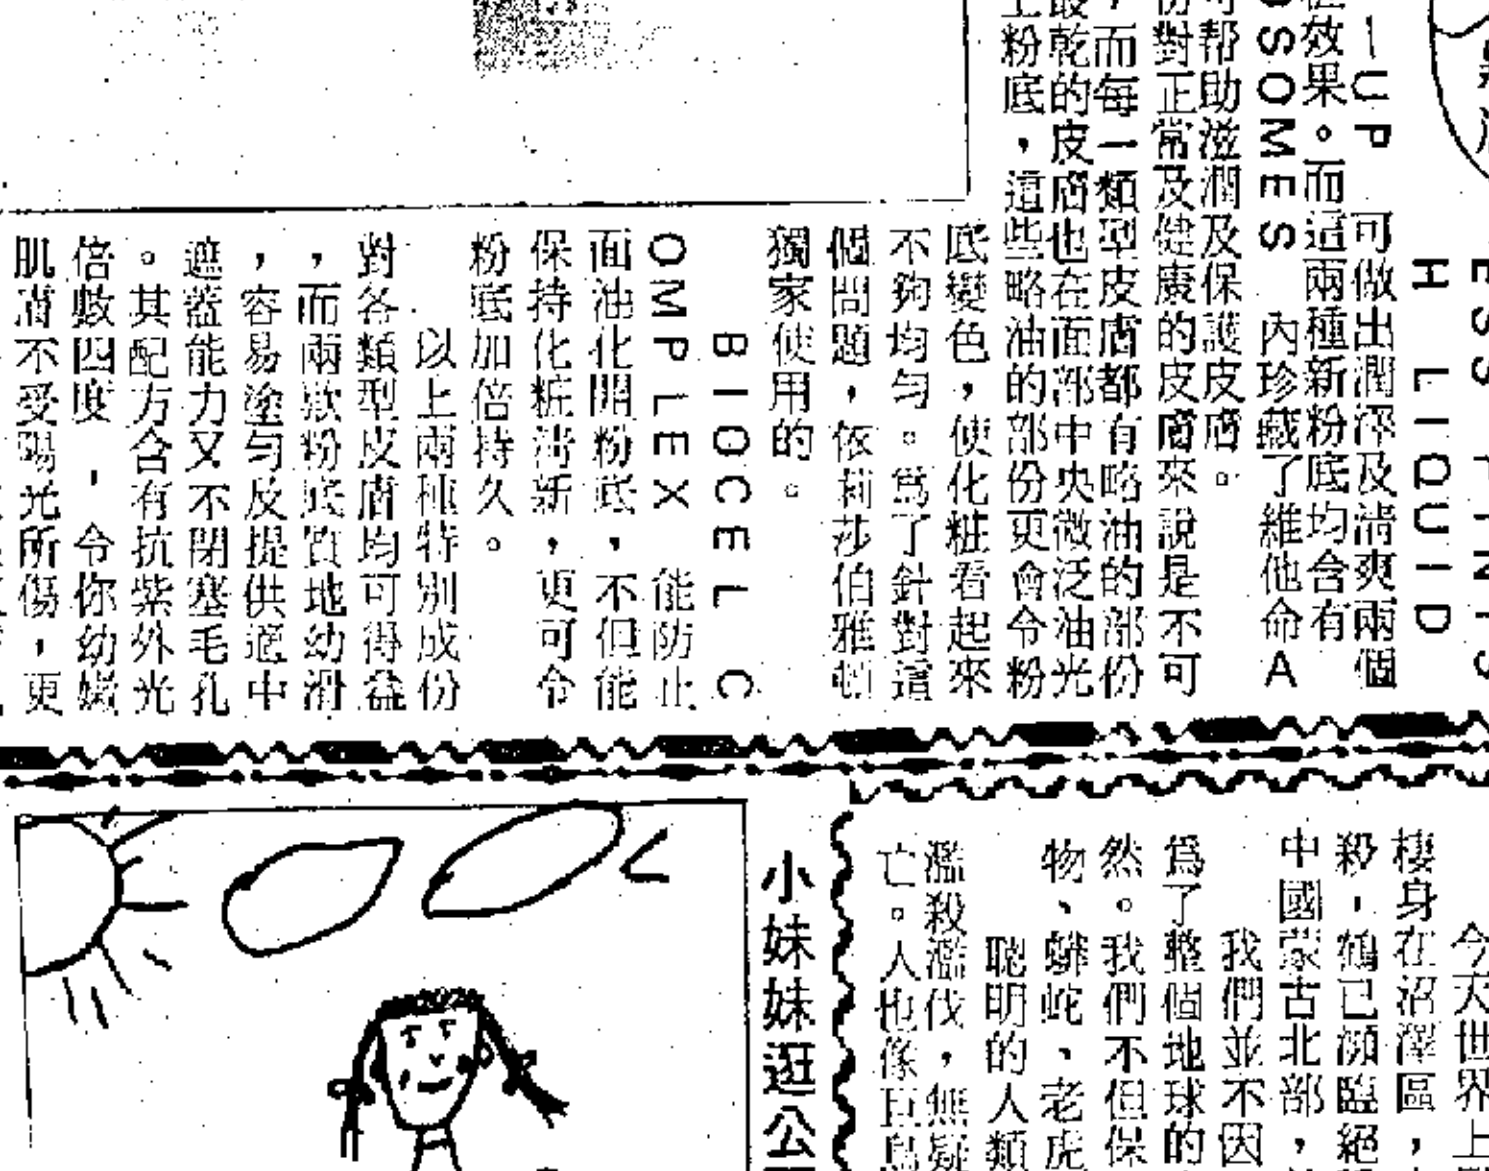 ESS FINIS
H LIQUID
—UP 可做出潤澤及清爽兩個
效果。而這兩種新粉底均含有
OSOMES 內珍藏了維他命A
可帮助滋潤及保護皮膚。
份對正常及健康的皮膚來說是不可
，而每一類型皮膚都有略油的部份
最乾的皮膚也在面部中央微泛油光
上粉底，這些略油的部份更會令粉
底變色，使化粧看起來
不夠均勻。爲了針對這
個問題，依莉莎伯雅頓
獨家使用的。
BIOCEL C
OMPLEX 能防止
面油化開粉底，不但能
保持化粧清新，更可令
粉底加倍持久。
以上兩種特別成份
對各類型皮膚均可得益
，而兩款粉底質地幼滑
，容易塗勻及提供適中
遮蓋能力又不閉塞毛孔
。其配方含有抗紫外光
倍數四度，令你幼嫩
肌膚不受陽光所傷，更
今天世界上
棲身在沼澤區，
殺，鶴已瀕臨絕
中國蒙古北部，
我們並不因
爲了整個地球的
然。我們不但保
物、蟒蛇、老虎
聰明的人類
濫殺濫伐，無疑
亡。人也像巨鳥
小妹妹逛公